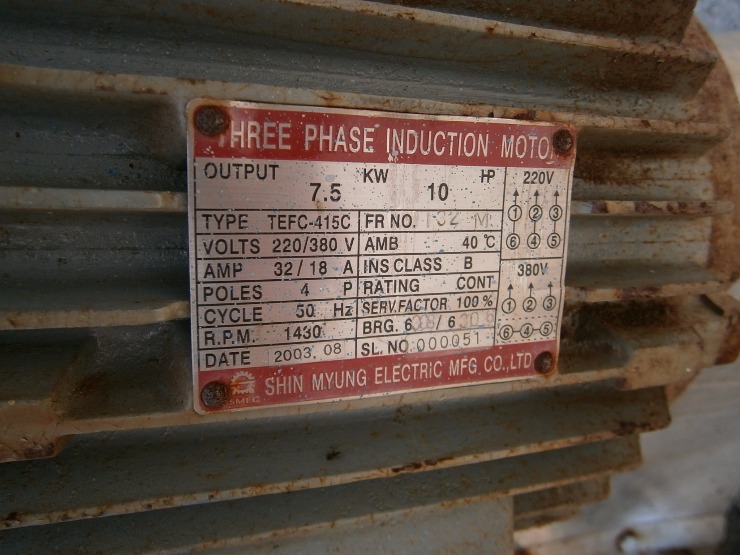 THREE PHASE INDUCTION MOTO
OUTPUT 7.5 KW 10 HP
220V
TYPE TEFC-415C FR NO. 132 M
① ② ③
VOLTS 220/380 V AMB 40 ℃
⑥ ④ ⑤
AMP 32/18 A INS CLASS B
380V
POLES 4 P RATING CONT
CYCLE 50 Hz SERV.FACTOR 100 %
① ② ③
R.P.M. 1430 BRG.
⑥-④-⑤
DATE 2003. 08 SL. NO. 000051
SMEC SHIN MYUNG ELECTRIC MFG. CO., LTD